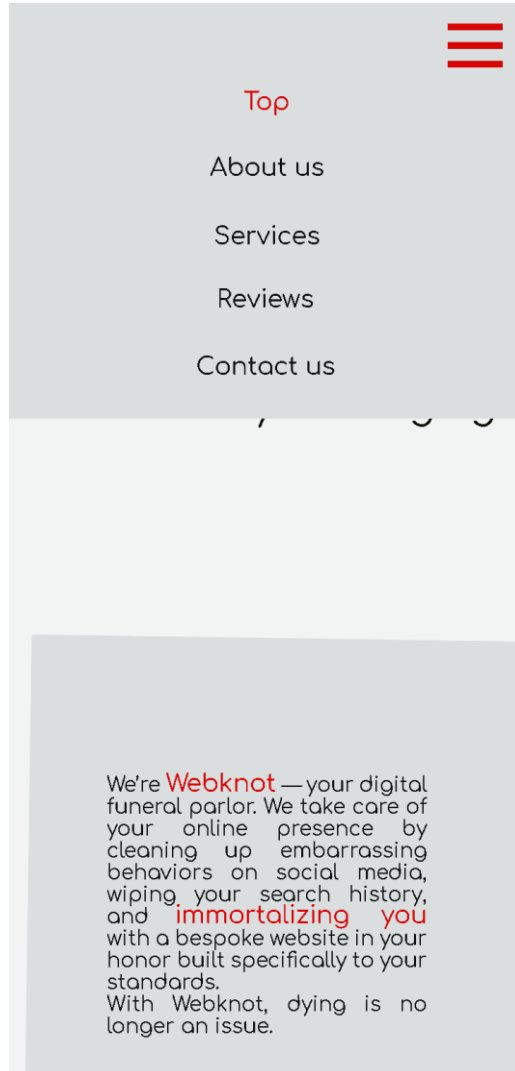 Top
About us
Services
Reviews
Contact us
We're Webknot — your digital
funeral parlor. We take care of
your online presence by
cleaning up embarrassing
behaviors on social media,
wiping your search history,
and immortalizing you
with a bespoke website in your
honor built specifically to your
standards.
With Webknot, dying is no
longer an issue.